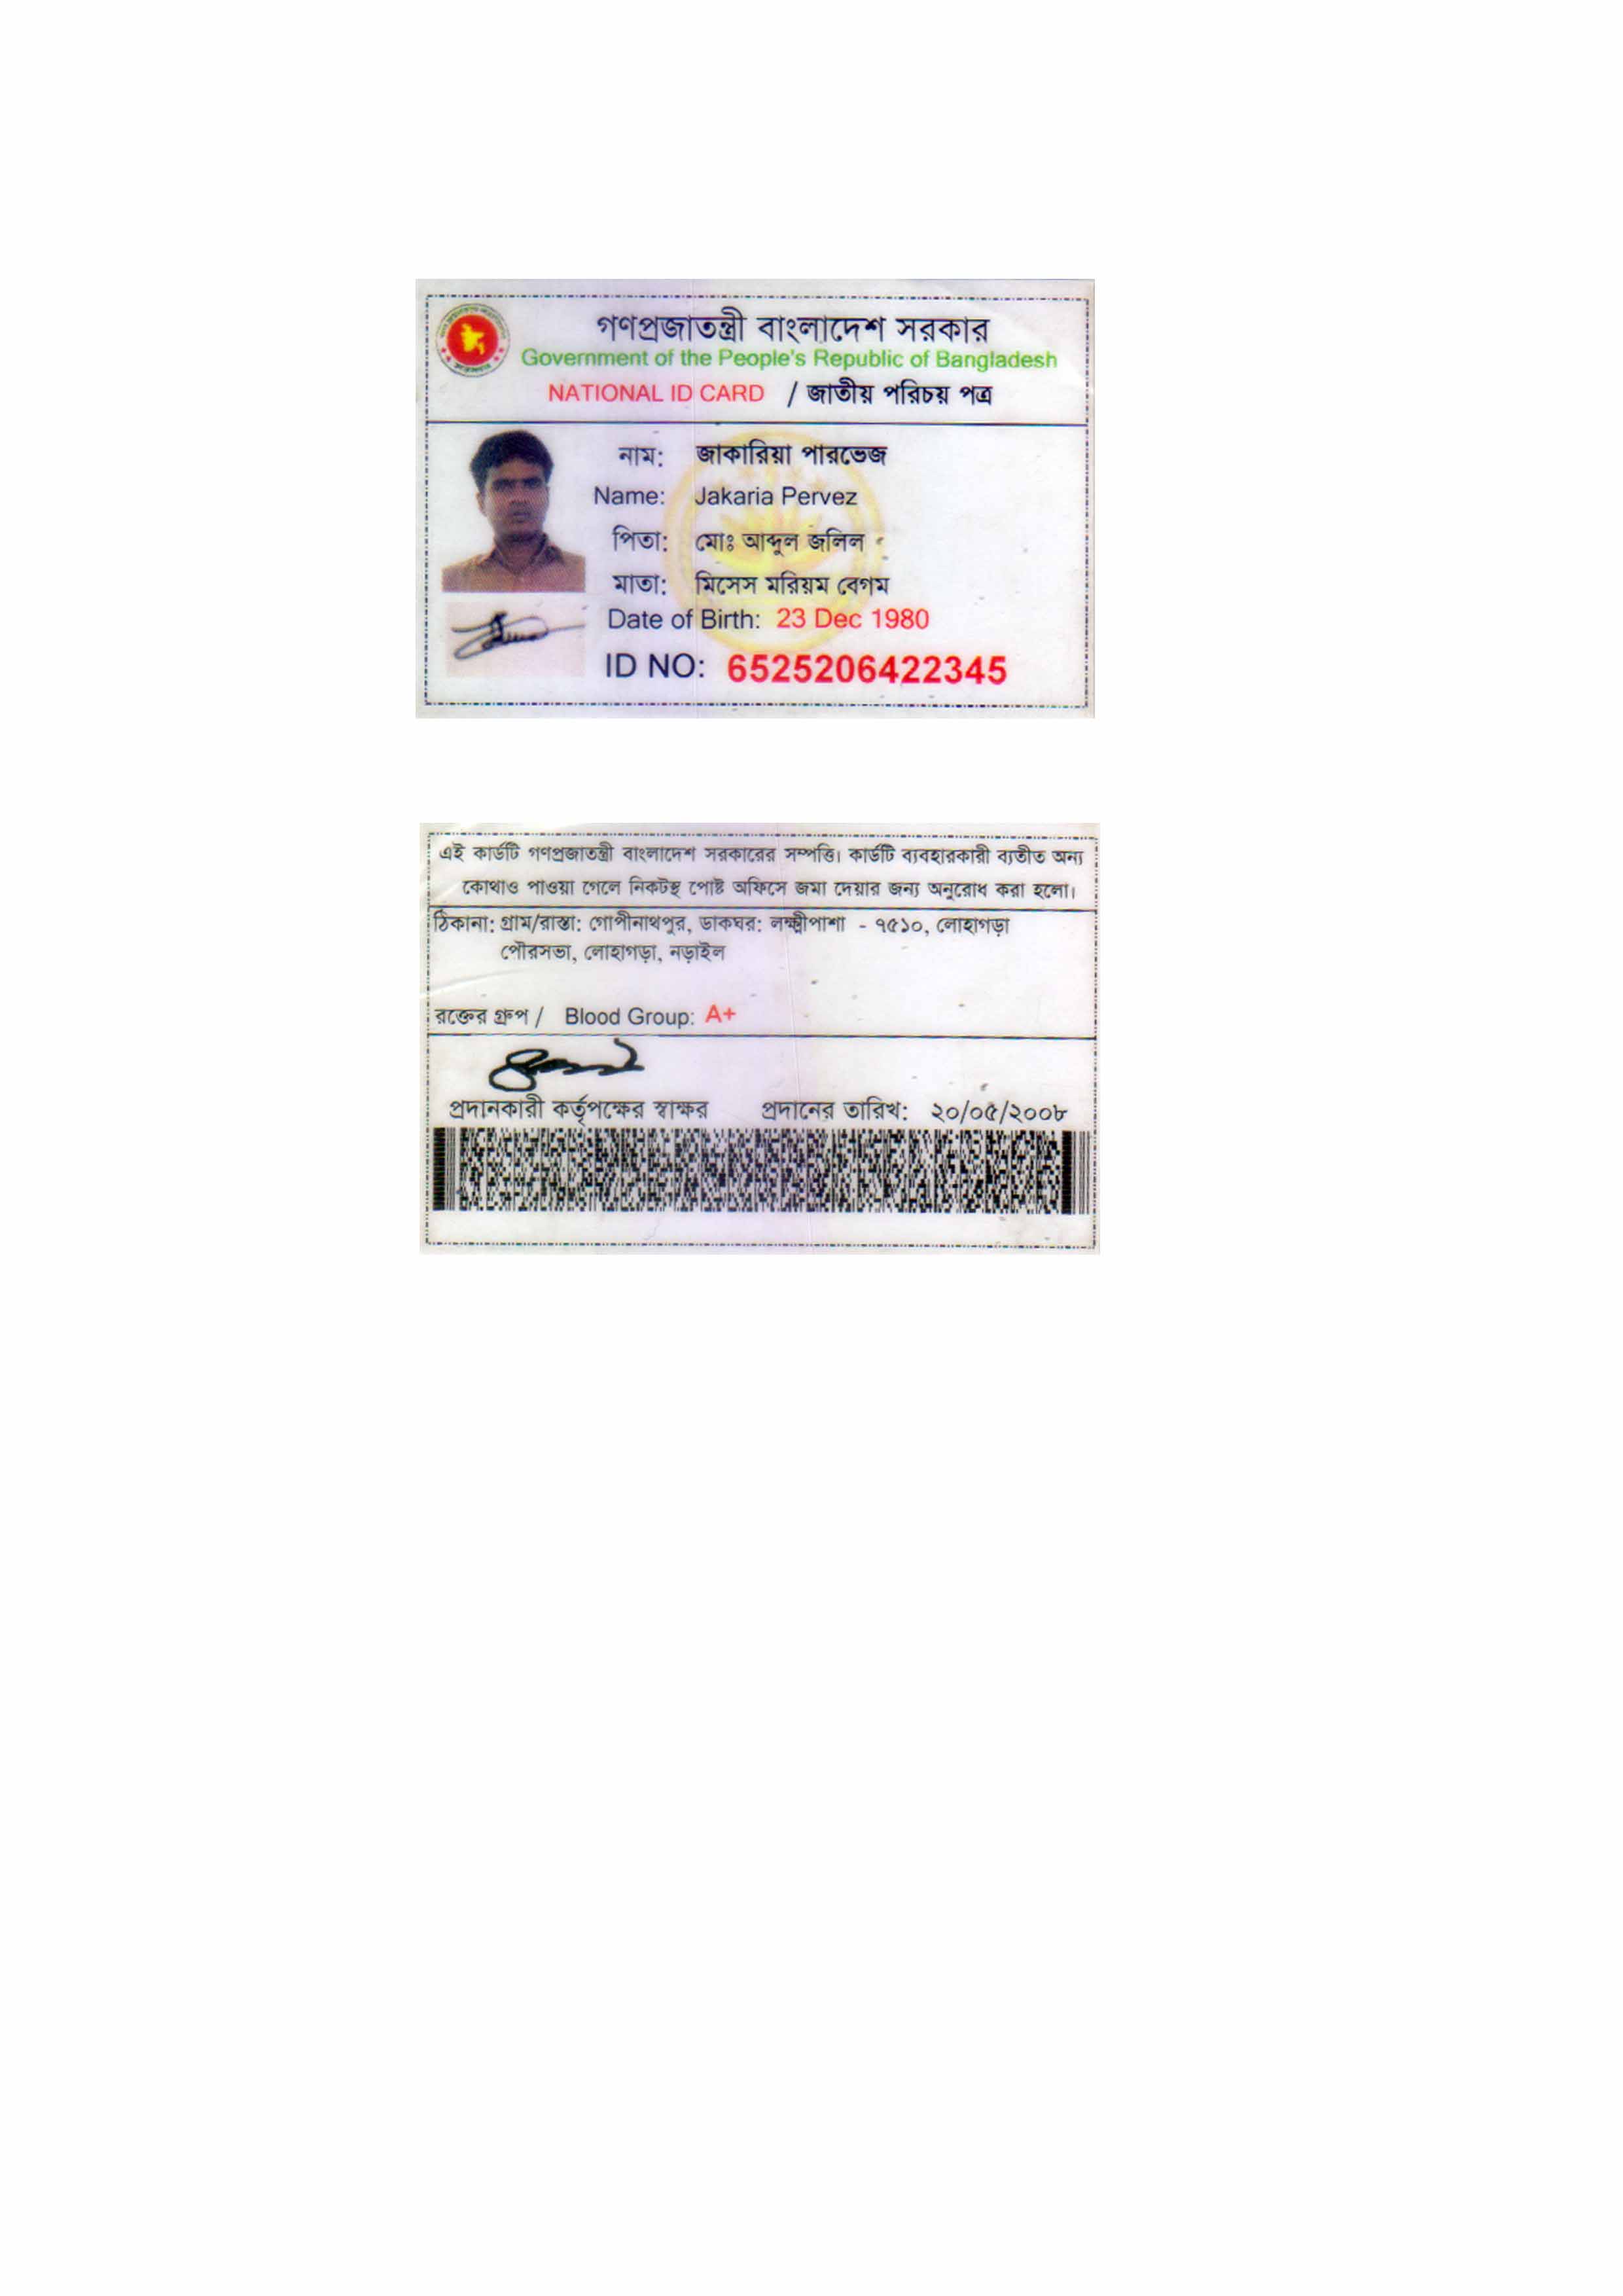 গণপ্রজাতন্ত্রী বাংলাদেশ সরকার
Government of the People's Republic of Bangladesh
NATIONAL ID CARD / জাতীয় পরিচয় পত্র
নাম: জাকারিয়া পারভেজ
Name: Jakaria Pervez
পিতা: মোঃ আব্দুল জলিল
মাতা: মিসেস মরিয়ম বেগম
Date of Birth: 23 Dec 1980
ID NO: 6525206422345
এই কার্ডটি গণপ্রজাতন্ত্রী বাংলাদেশ সরকারের সম্পত্তি। কার্ডটি ব্যবহারকারী ব্যতীত অন্য
কোথাও পাওয়া গেলে নিকটস্থ পোষ্ট অফিসে জমা দেয়ার জন্য অনুরোধ করা হলো।
ঠিকানা: গ্রাম/রাস্তা: গোপীনাথপুর, ডাকঘর: লক্ষ্মীপাশা - ৭৫১০, লোহাগড়া
পৌরসভা, লোহাগড়া, নড়াইল
রক্তের গ্রুপ / Blood Group: A+
প্রদানকারী কর্তৃপক্ষের স্বাক্ষর প্রদানের তারিখ: ২০/০৫/২০০৮